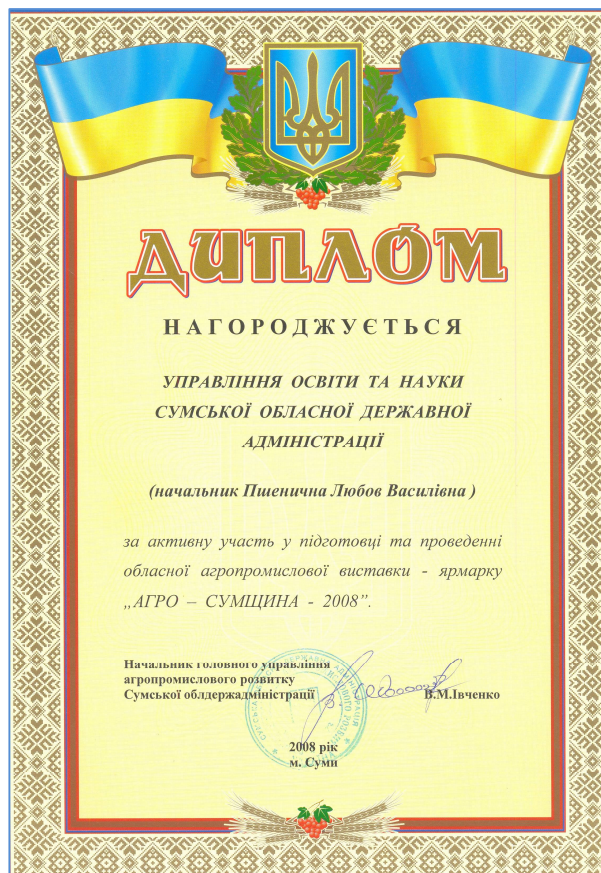 ДИПЛОМ
НАГОРОДЖУЄТЬСЯ
УПРАВЛІННЯ ОСВІТИ ТА НАУКИ
СУМСЬКОЇ ОБЛАСНОЇ ДЕРЖАВНОЇ
АДМІНІСТРАЦІЇ
(начальник Пшенична Любов Василівна )
за активну участь у підготовці та проведенні
обласної агропромислової виставки - ярмарку
„АГРО – СУМЩИНА - 2008”.
Начальник Головного управління
агропромислового розвитку
Сумської облдержадміністрації В.М.Івченко
2008 рік
м. Суми